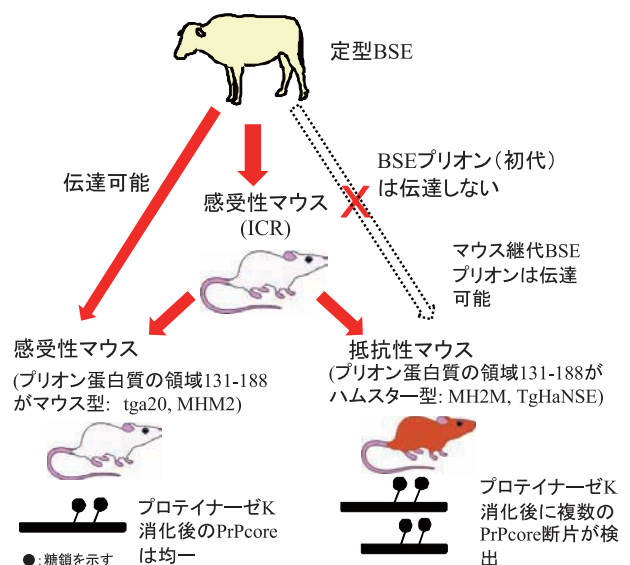 定型BSE
伝達可能
BSEプリオン(初代)
は伝達しない
感受性マウス
(ICR)
マウス継代BSE
プリオンは伝達
可能
感受性マウス
(プリオン蛋白質の領域131-188
がマウス型: tga20, MHM2)
抵抗性マウス
(プリオン蛋白質の領域131-188が
ハムスター型: MH2M, TgHaNSE)
プロテイナーゼK
消化後のPrPcore
は均一
●:糖鎖を示す
プロテイナーゼK
消化後に複数の
PrPcore断片が検
出